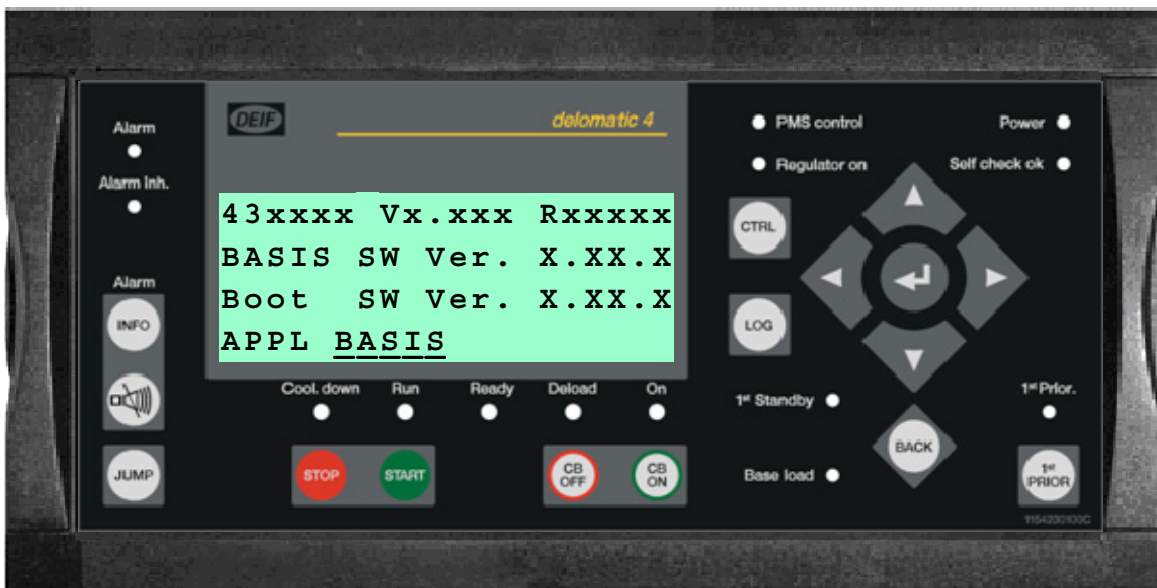 DEIF
delomatic 4
Alarm
Alarm Inh.
PMS control
Power
Regulator on
Self check ok
43xxxx Vx.xxx Rxxxxx
BASIS SW Ver. X.XX.X
Boot SW Ver. X.XX.X
APPL BASIS
CTRL
LOG
Alarm
INFO
JUMP
Cool. down
Run
Ready
Deload
On
STOP
START
CB
OFF
CB
ON
1st Standby
Base load
BACK
1st Prior.
1st
PRIOR
1154230100C